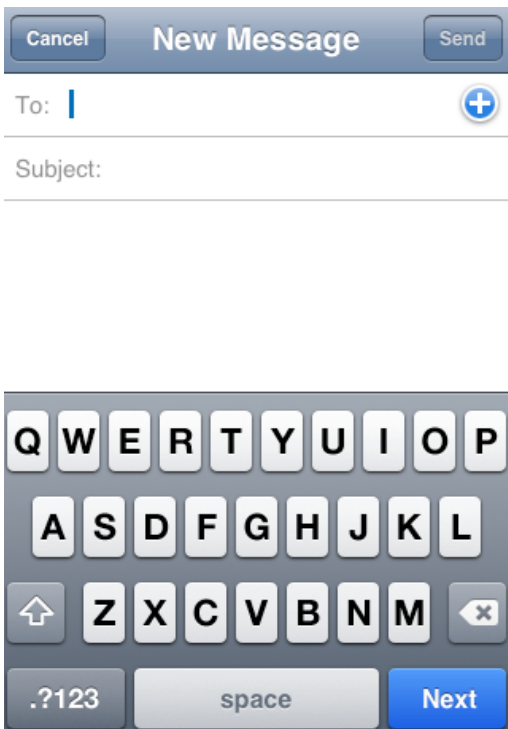 Cancel New Message Send
To:
Subject:
Q W E R T Y U I O P
A S D F G H J K L
Z X C V B N M
.?123 space Next